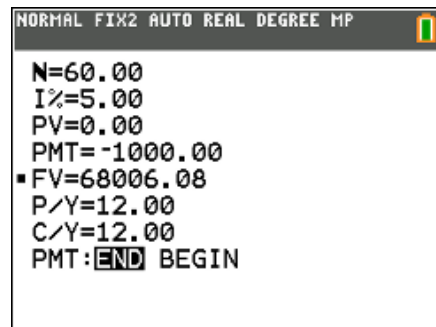 NORMAL FIX2 AUTO REAL DEGREE MP
N=60.00
I%=5.00
PV=0.00
PMT=-1000.00
▪FV=68006.08
P/Y=12.00
C/Y=12.00
PMT:END BEGIN